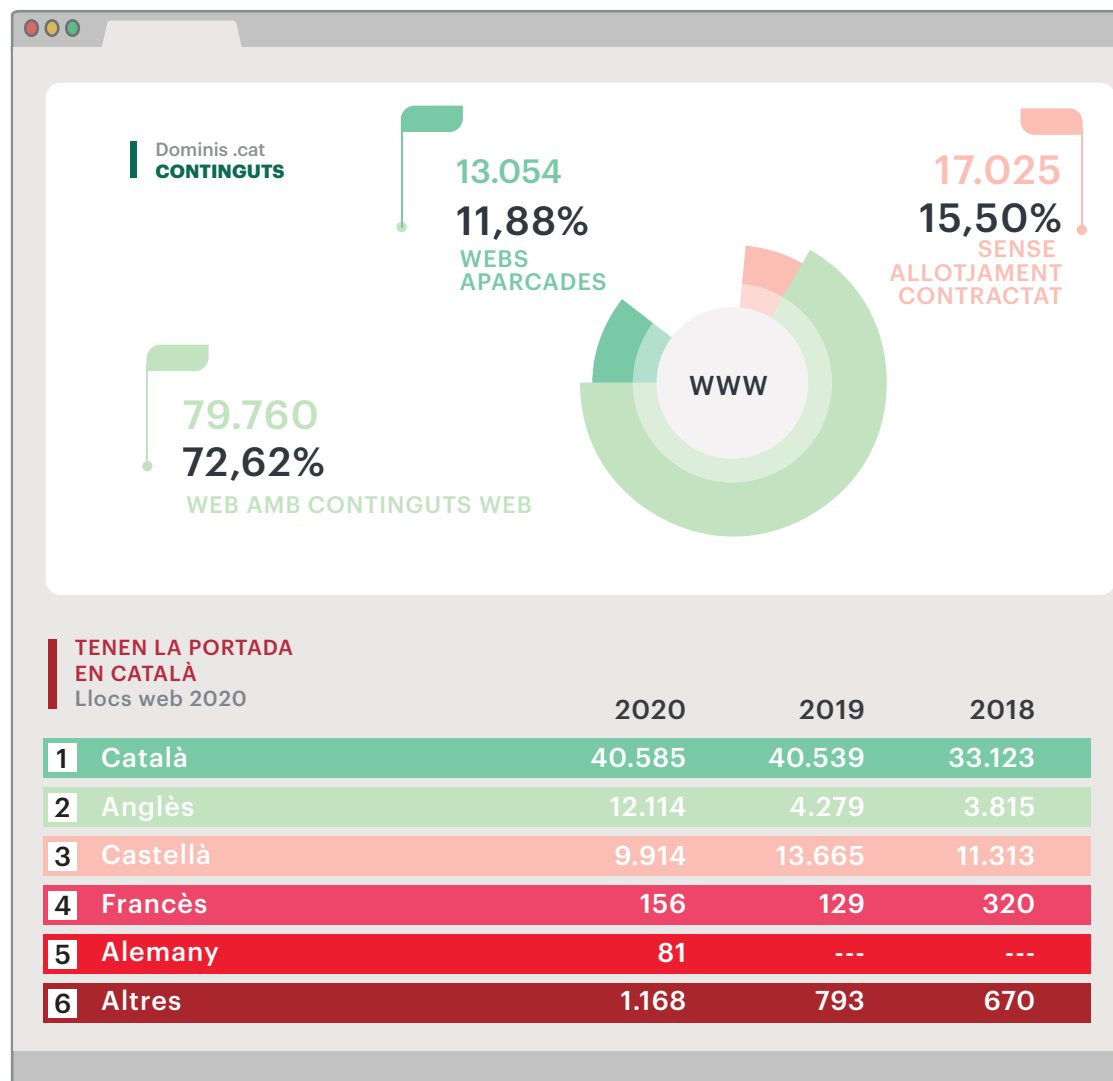 Dominis .cat
CONTINGUTS
13.054
11,88%
WEBS
APARCADES
17.025
15,50%
SENSE
ALLOTJAMENT
CONTRACTAT
79.760
72,62%
WEB AMB CONTINGUTS WEB
WWW
TENEN LA PORTADA
EN CATALÀ
Llocs web 2020
2020 2019 2018
1 Català 40.585 40.539 33.123
2 Anglès 12.114 4.279 3.815
3 Castellà 9.914 13.665 11.313
4 Francès 156 129 320
5 Alemany 81 --- ---
6 Altres 1.168 793 670